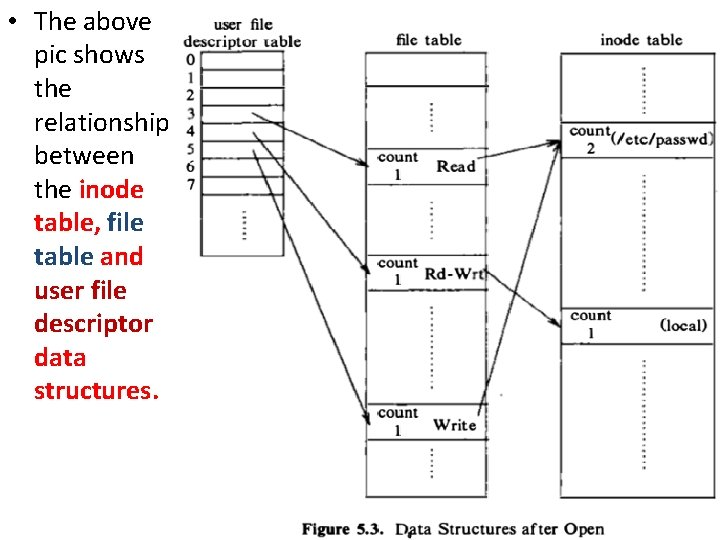 • The above
pic shows
the
relationship
between
the inode
table, file
table and
user file
descriptor
data
structures.
user file
descriptor table
0
1
2
3
4
5
6
7
file table
count
1 Read
count
1 Rd-Wrt
count
1 Write
inode table
count (/etc/passwd)
2
count (local)
1
Figure 5.3. Data Structures after Open